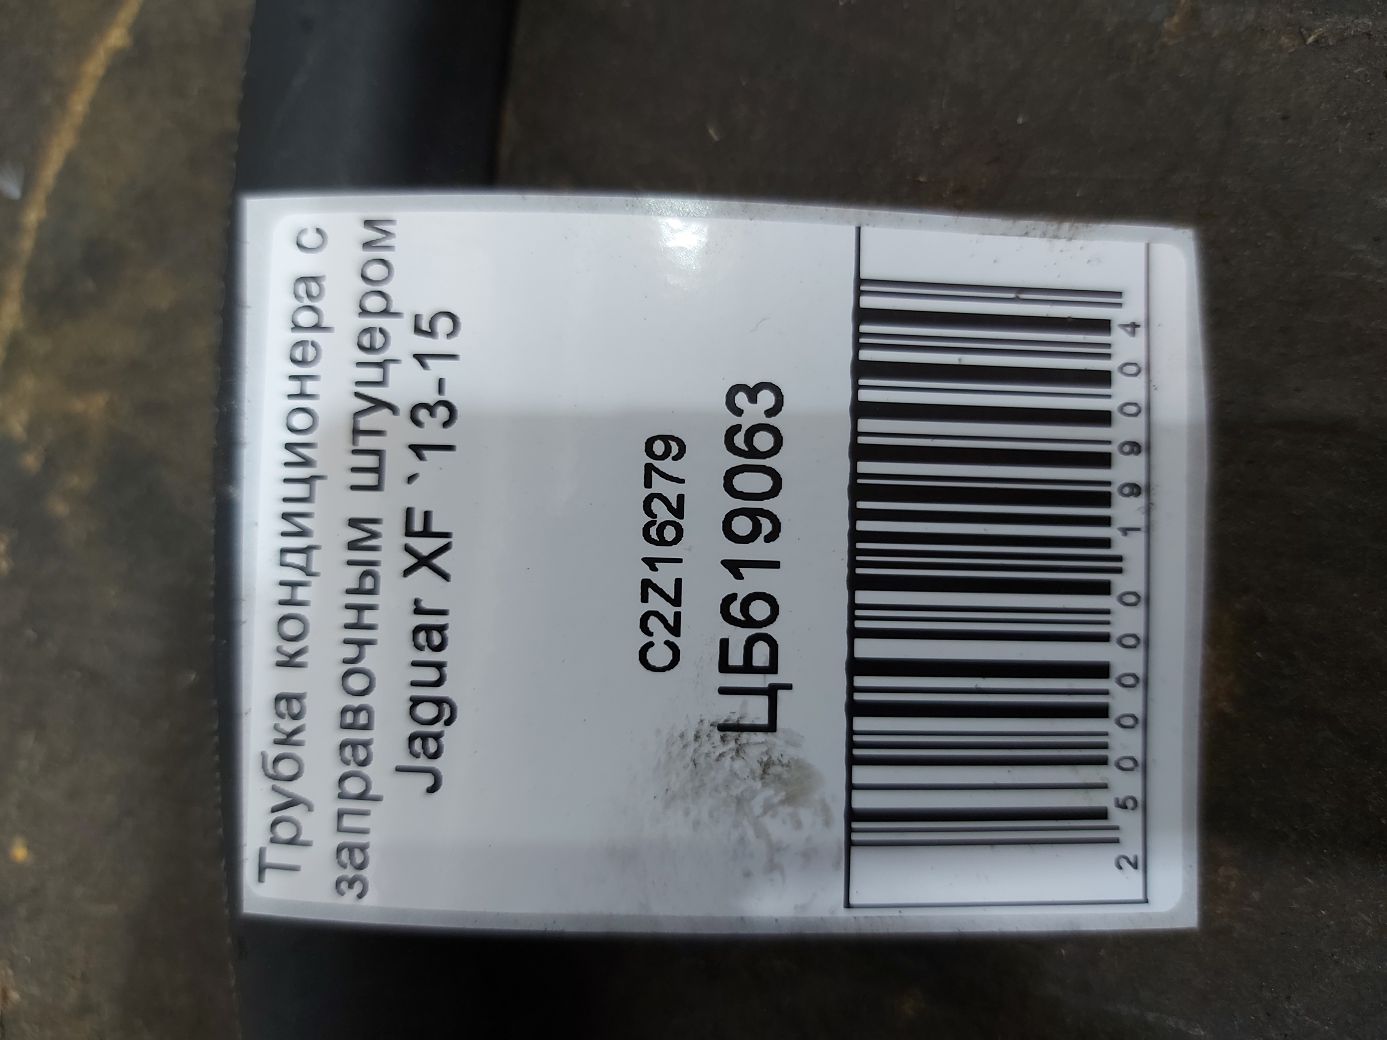 Трубка кондиционера с
заправочным штуцером
Jaguar XF `13-15
C2Z16279
ЦБ619063
2500000199004